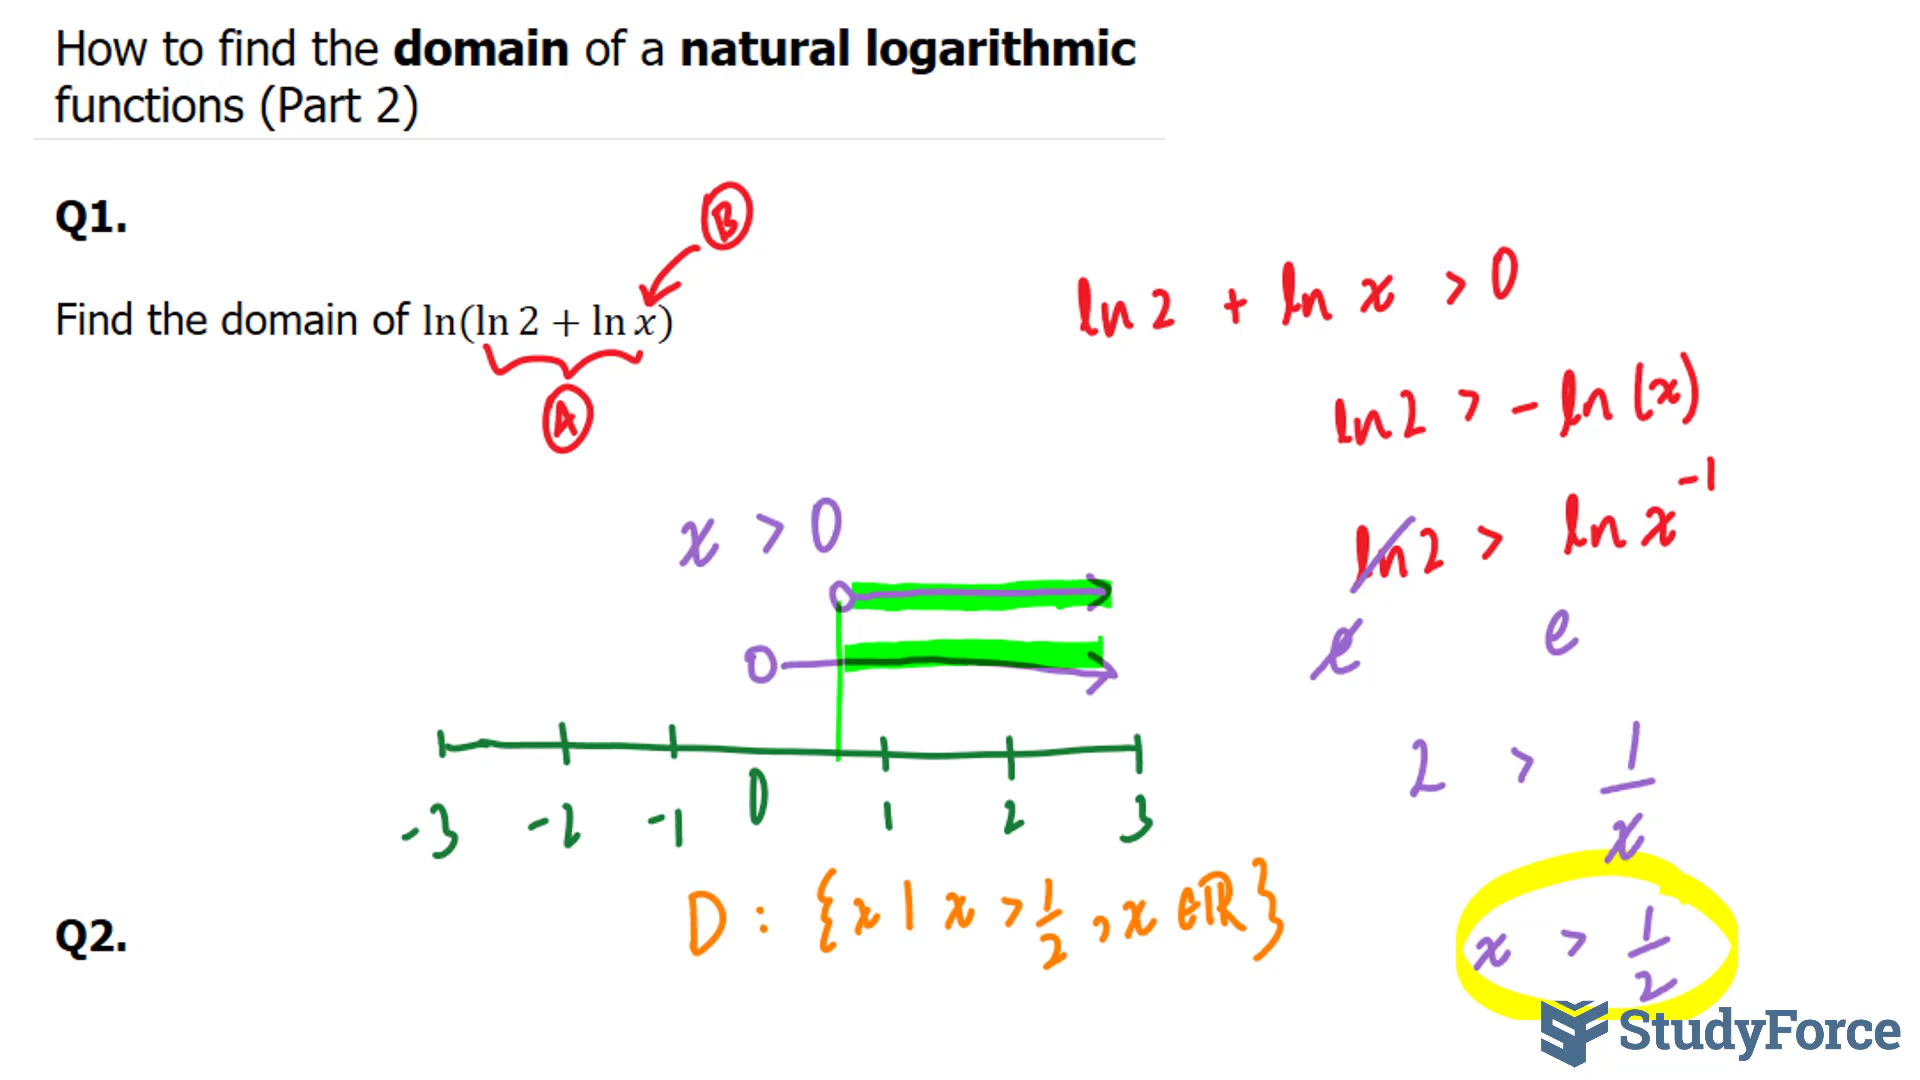 How to find the domain of a natural logarithmic
functions (Part 2)
Q1.
B
Find the domain of ln(ln 2 + ln x)
A
ln 2 + ln x > 0
ln 2 > - ln (x)
ln 2 > ln x⁻¹
e e
2 > 1/x
x > 1/2
x > 0
-3 -2 -1 0 1 2 3
D : {x | x > 1/2 , x ∈ ℝ}
Q2.
StudyForce